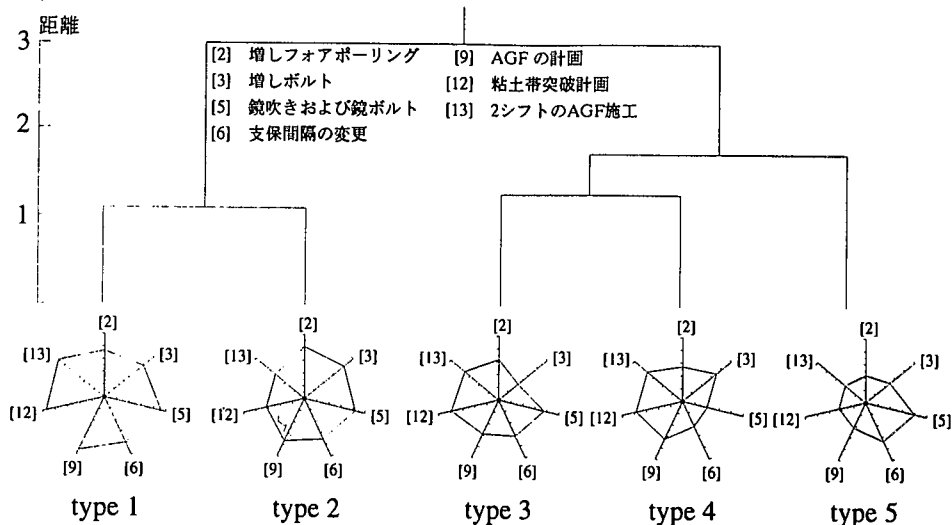 距離
3
2
1
[2] 増しフォアポーリング
[3] 増しボルト
[5] 鏡吹きおよび鏡ボルト
[6] 支保間隔の変更
[9] AGFの計画
[12] 粘土帯突破計画
[13] 2シフトのAGF施工
[2]
[3]
[5]
[6]
[9]
[12]
[13]
type 1
[2]
[3]
[5]
[6]
[9]
[12]
[13]
type 2
[2]
[3]
[5]
[6]
[9]
[12]
[13]
type 3
[2]
[3]
[5]
[6]
[9]
[12]
[13]
type 4
[2]
[3]
[5]
[6]
[9]
[12]
[13]
type 5